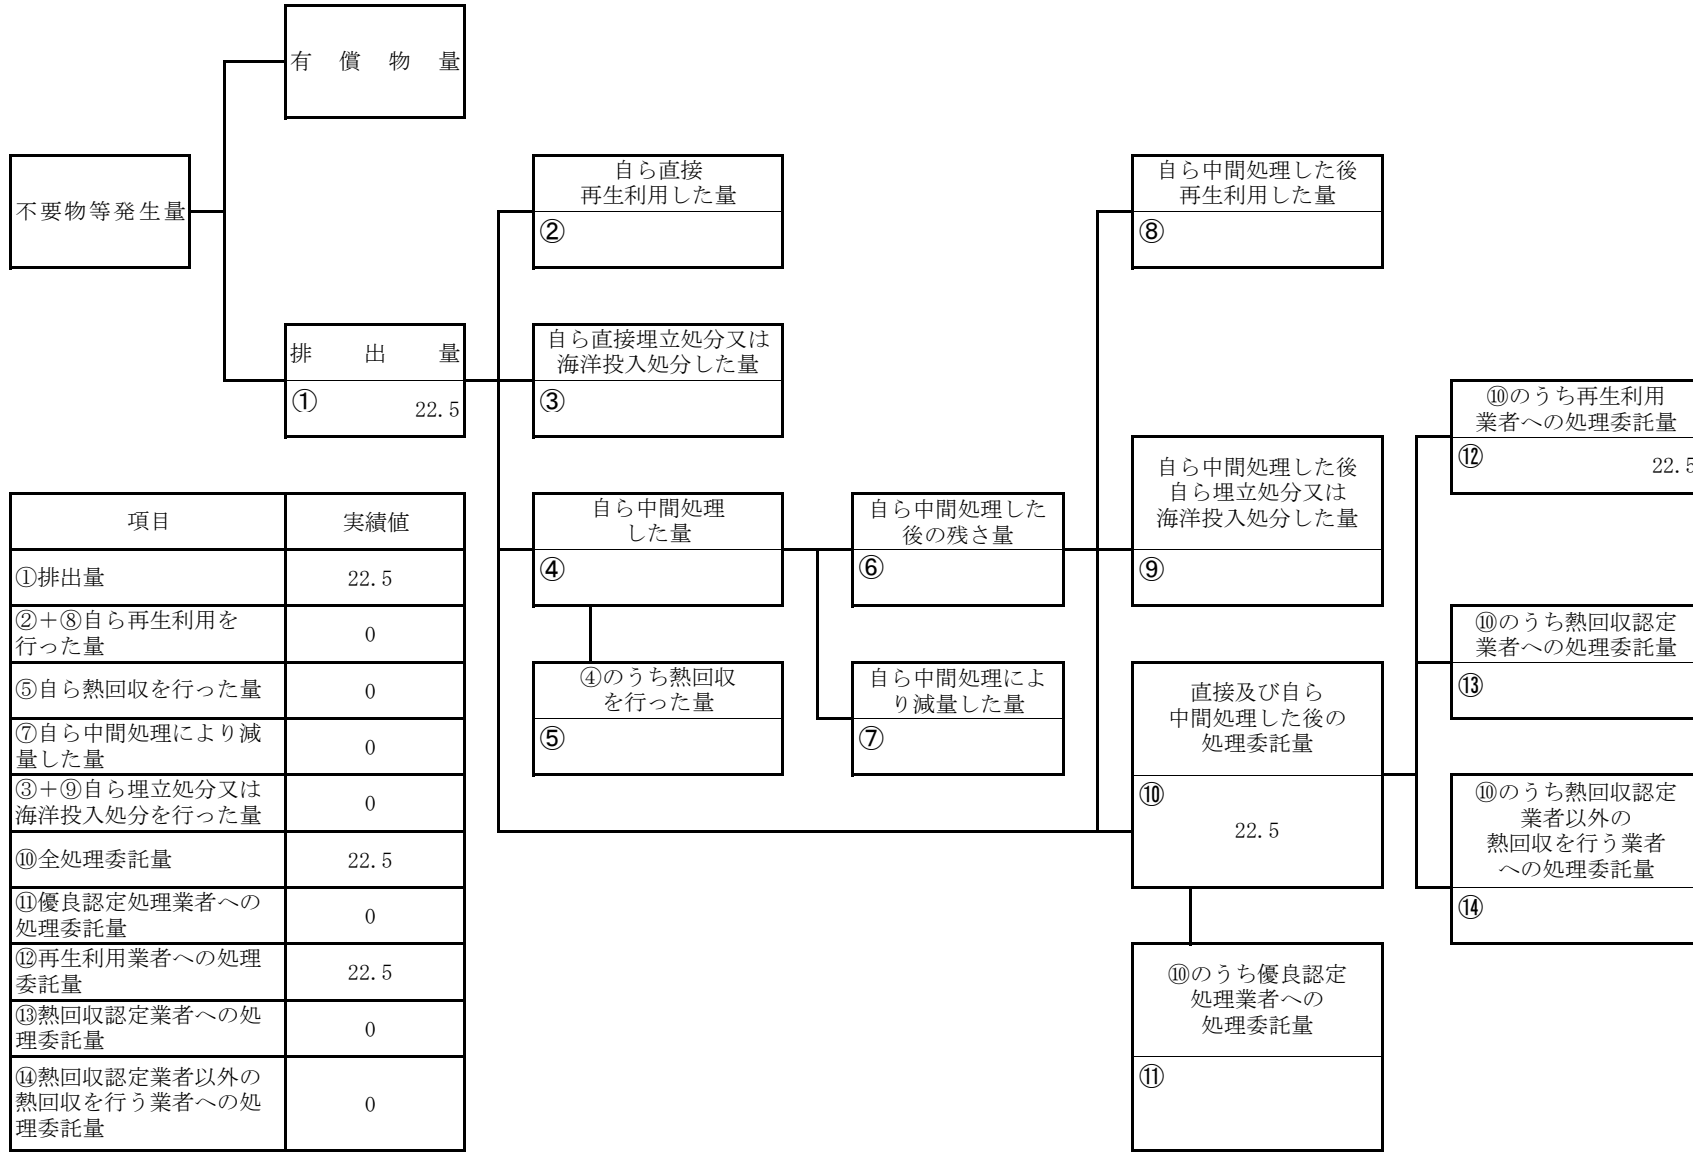 有償物量
不要物等発生量
排出量
①
22.5
自ら直接
再生利用した量
②
自ら直接埋立処分又は
海洋投入処分した量
③
自ら中間処理
した量
④
④のうち熱回収
を行った量
⑤
自ら中間処理した
後の残さ量
⑥
自ら中間処理によ
り減量した量
⑦
自ら中間処理した後
再生利用した量
⑧
自ら中間処理した後
自ら埋立処分又は
海洋投入処分した量
⑨
直接及び自ら
中間処理した後の
処理委託量
⑩
22.5
⑩のうち優良認定
処理業者への
処理委託量
⑪
⑩のうち再生利用
業者への処理委託量
⑫
22.5
⑩のうち熱回収認定
業者への処理委託量
⑬
⑩のうち熱回収認定
業者以外の
熱回収を行う業者
への処理委託量
⑭
項目
実績値
①排出量
22.5
②+⑧自ら再生利用を
行った量
0
⑤自ら熱回収を行った量
0
⑦自ら中間処理により減
量した量
0
③+⑨自ら埋立処分又は
海洋投入処分を行った量
0
⑩全処理委託量
22.5
⑪優良認定処理業者への
処理委託量
0
⑫再生利用業者への処理
委託量
22.5
⑬熱回収認定業者への処
理委託量
0
⑭熱回収認定業者以外の
熱回収を行う業者への処
理委託量
0